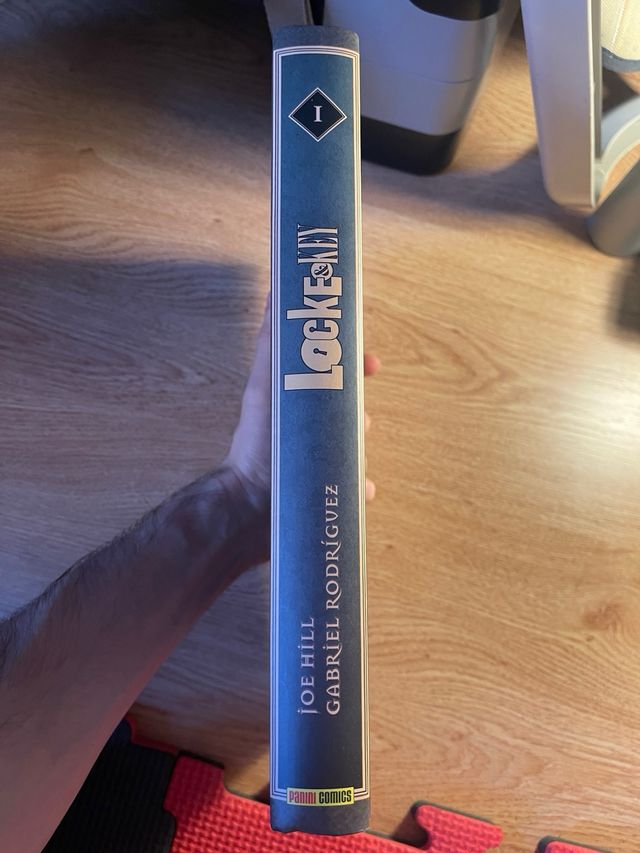 I
LOCKE & KEY
JOE HILL
GABRIEL RODRÍGUEZ
PANINI COMICS